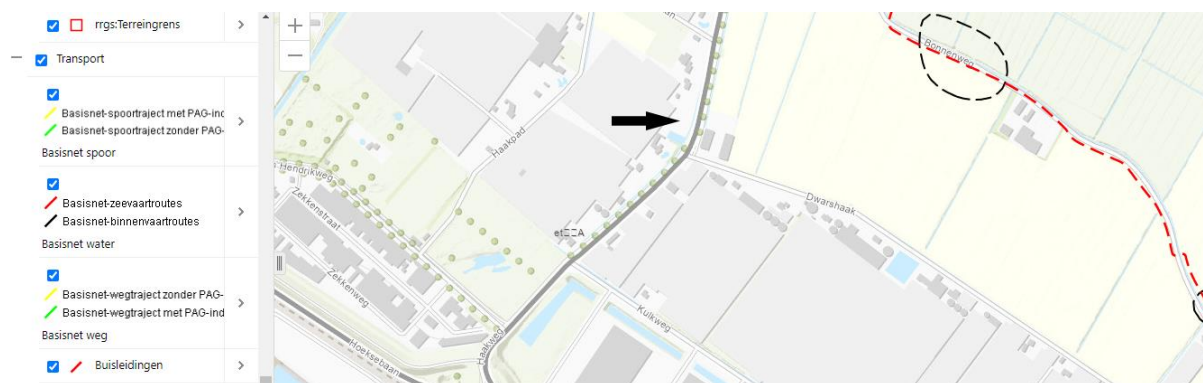 rrgs:Terreingrens
Transport
Basisnet-spoortraject met PAG-inc
Basisnet-spoortraject zonder PAG-
Basisnet spoor
Basisnet-zeevaartroutes
Basisnet-binnenvaartroutes
Basisnet water
Basisnet-wegtraject zonder PAG-
Basisnet-wegtraject met PAG-ind
Basisnet weg
Buisleidingen
+
−
Bonnenweg
Haakpad
Hendrikweg
Zekkenstraat
Dwarshaak
Zekkenweg
Kulkweg
Haakweg
Hoeksebaan